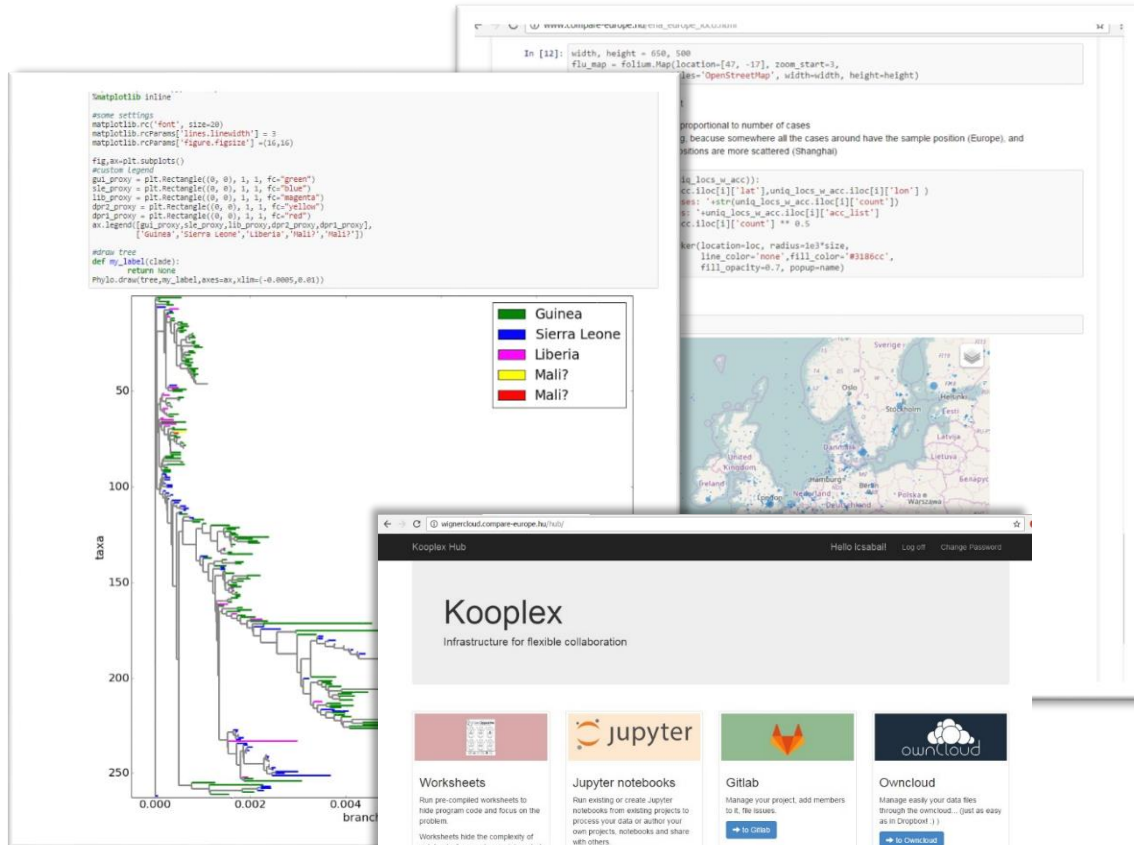 %matplotlib inline
#some settings
matplotlib.rc('font', size=20)
matplotlib.rcParams['lines.linewidth'] = 3
matplotlib.rcParams['figure.figsize'] =(16,16)
fig,ax=plt.subplots()
#custom legend
gui_proxy = plt.Rectangle((0, 0), 1, 1, fc="green")
sle_proxy = plt.Rectangle((0, 0), 1, 1, fc="blue")
lib_proxy = plt.Rectangle((0, 0), 1, 1, fc="magenta")
dpr2_proxy = plt.Rectangle((0, 0), 1, 1, fc="yellow")
dpr1_proxy = plt.Rectangle((0, 0), 1, 1, fc="red")
ax.legend([gui_proxy,sle_proxy,lib_proxy,dpr2_proxy,dpr1_proxy],
['Guinea','Sierra Leone','Liberia','Mali?','Mali?'])
#draw tree
def my_label(clade):
return None
Phylo.draw(tree,my_label,axes=ax,xlim=(-0.0005,0.01))
Guinea
Sierra Leone
Liberia
Mali?
Mali?
50
100
150
200
250
taxa
0.000
0.002
0.004
www.compare-europe.hu/ena_europe_loco.html
In [12]: width, height = 650, 500
flu_map = folium.Map(location=[47, -17], zoom_start=3,
'OpenStreetMap', width=width, height=height)
proportional to number of cases
beacuse somewhere all the cases around have the sample position (Europe), and
are more scattered (Shanghai)
.iloc[i]['lat'],uniq_locs_w_acc.iloc[i]['lon'] )
'+str(uniq_locs_w_acc.iloc[i]['count'])
'+uniq_locs_w_acc.iloc[i]['acc_list']
.iloc[i]['count'] ** 0.5
(location=loc, radius=1e3*size,
line_color='none',fill_color='#3186cc',
fill_opacity=0.7, popup=name)
Sverige
Oslo
Stockholm
Helsinki
Eesti
Latvija
Lietuva
Danmark
United
Kingdom
Ireland
Hamburg
Berlin
Беларус
London
Nederland
Polska
Warszawa
Deutschland
wignercloud.compare-europe.hu/hub/
Kooplex Hub
Hello icsabai!
Log off
Change Password
Kooplex
Infrastructure for flexible collaboration
jupyter
ownCloud
Worksheets
Run pre-compiled worksheets to
hide program code and focus on the
problem.
Worksheets hide the complexity of
Jupyter notebooks
Run existing or create Jupyter
notebooks from existing projects to
process your data or author your
own projects, notebooks and share
with others.
Gitlab
Manage your project, add members
to it, file issues.
to Gitlab
Owncloud
Manage easily your data files
through the owncloud... (just as easy
as in Dropbox! :) )
to Owncloud